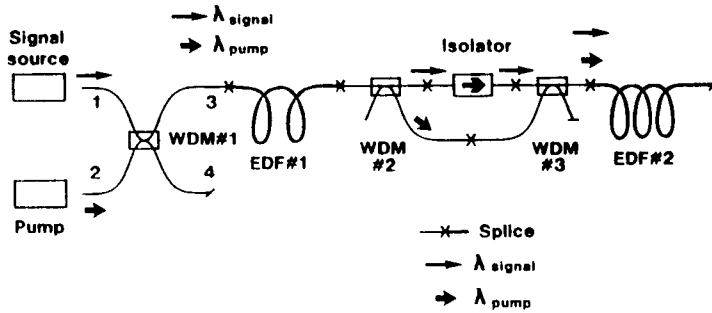 λ signal
λ pump
Signal
source
Isolator
1
3
WDM#1
2
4
EDF#1
WDM
#2
WDM
#3
EDF#2
Pump
Splice
λ signal
λ pump